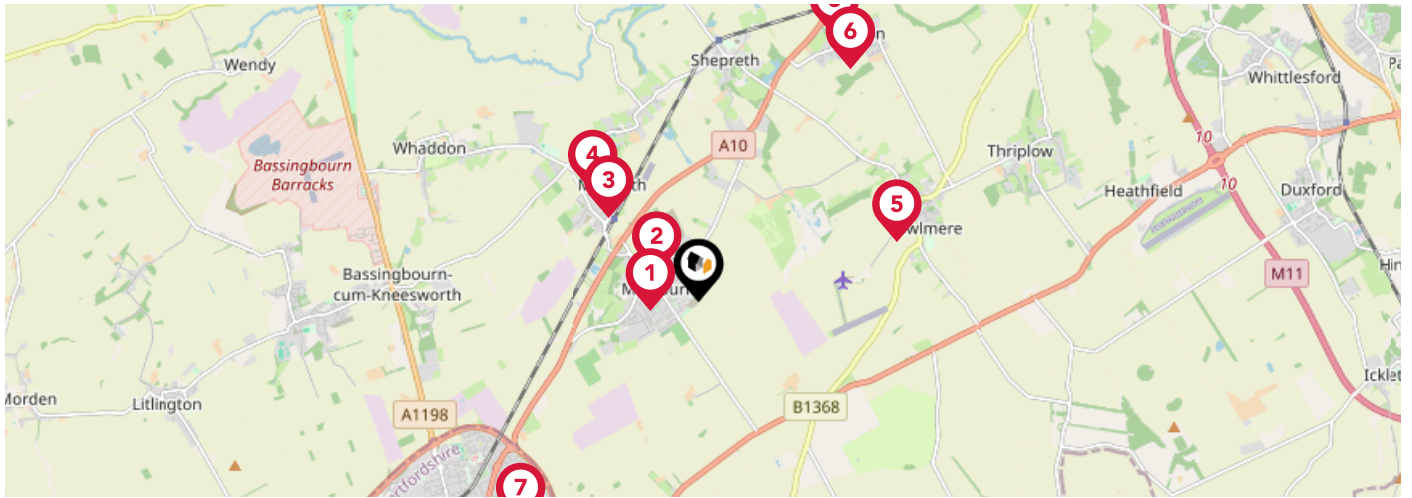 6
Wendy
Shepreth
Whittlesford
A10
10
Whaddon
4
Thriplow
Bassingbourn
Barracks
3
10
Heathfield
Duxford
5
2
1
Bassingbourn-
cum-Kneesworth
M11
Litlington
A1198
B1368
7